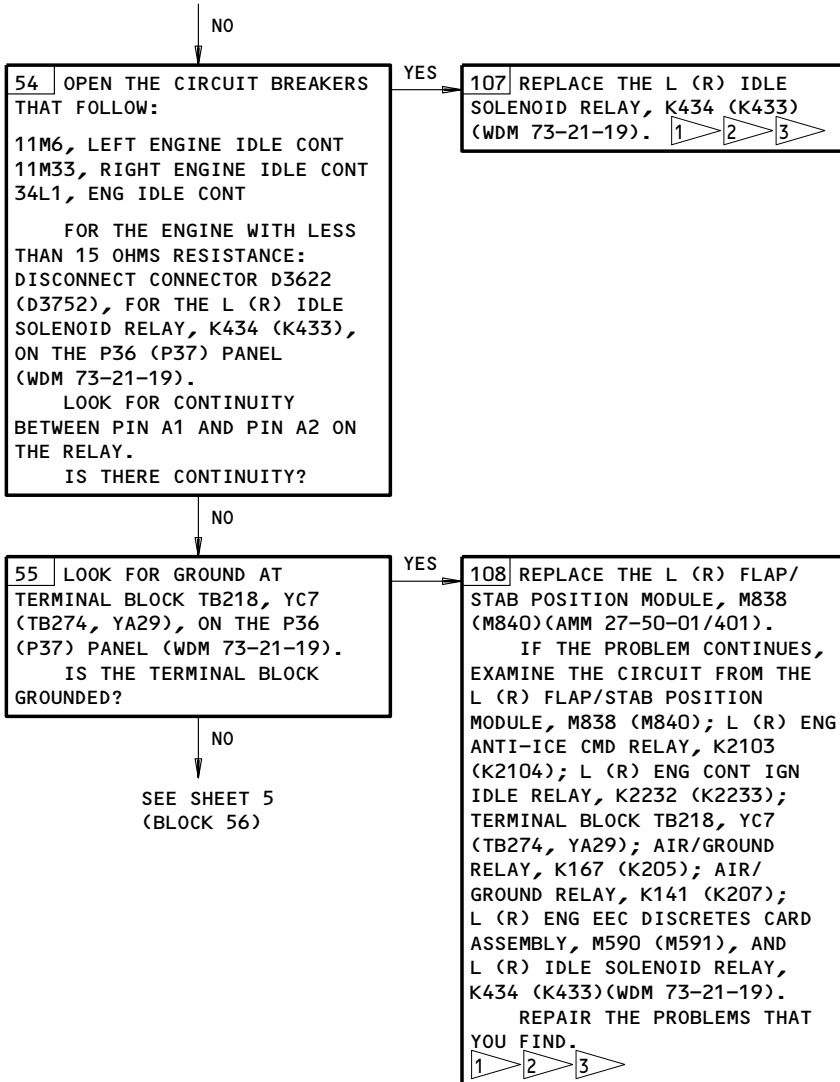 NO
54 OPEN THE CIRCUIT BREAKERS
THAT FOLLOW:
11M6, LEFT ENGINE IDLE CONT
11M33, RIGHT ENGINE IDLE CONT
34L1, ENG IDLE CONT
FOR THE ENGINE WITH LESS
THAN 15 OHMS RESISTANCE:
DISCONNECT CONNECTOR D3622
(D3752), FOR THE L (R) IDLE
SOLENOID RELAY, K434 (K433),
ON THE P36 (P37) PANEL
(WDM 73-21-19).
LOOK FOR CONTINUITY
BETWEEN PIN A1 AND PIN A2 ON
THE RELAY.
IS THERE CONTINUITY?
YES
107 REPLACE THE L (R) IDLE
SOLENOID RELAY, K434 (K433)
(WDM 73-21-19). 1 2 3
NO
55 LOOK FOR GROUND AT
TERMINAL BLOCK TB218, YC7
(TB274, YA29), ON THE P36
(P37) PANEL (WDM 73-21-19).
IS THE TERMINAL BLOCK
GROUNDED?
YES
108 REPLACE THE L (R) FLAP/
STAB POSITION MODULE, M838
(M840)(AMM 27-50-01/401).
IF THE PROBLEM CONTINUES,
EXAMINE THE CIRCUIT FROM THE
L (R) FLAP/STAB POSITION
MODULE, M838 (M840); L (R) ENG
ANTI-ICE CMD RELAY, K2103
(K2104); L (R) ENG CONT IGN
IDLE RELAY, K2232 (K2233);
TERMINAL BLOCK TB218, YC7
(TB274, YA29); AIR/GROUND
RELAY, K167 (K205); AIR/
GROUND RELAY, K141 (K207);
L (R) ENG EEC DISCRETES CARD
ASSEMBLY, M590 (M591), AND
L (R) IDLE SOLENOID RELAY,
K434 (K433)(WDM 73-21-19).
REPAIR THE PROBLEMS THAT
YOU FIND.
1 2 3
NO
SEE SHEET 5
(BLOCK 56)